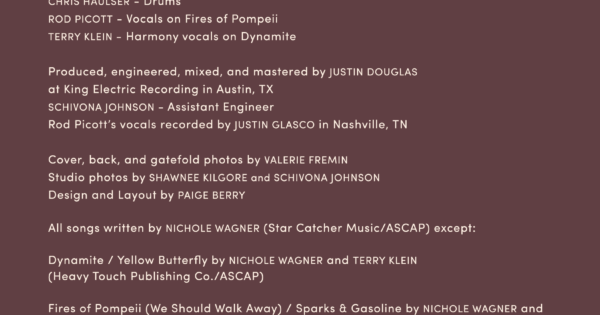 CHRIS HAULSER – Drums
ROD PICOTT – Vocals on Fires of Pompeii
TERRY KLEIN – Harmony vocals on Dynamite
Produced, engineered, mixed, and mastered by JUSTIN DOUGLAS
at King Electric Recording in Austin, TX
SCHIVONA JOHNSON – Assistant Engineer
Rod Picott's vocals recorded by JUSTIN GLASCO in Nashville, TN
Cover, back, and gatefold photos by VALERIE FREMIN
Studio photos by SHAWNEE KILGORE and SCHIVONA JOHNSON
Design and Layout by PAIGE BERRY
All songs written by NICHOLE WAGNER (Star Catcher Music/ASCAP) except:
Dynamite / Yellow Butterfly by NICHOLE WAGNER and TERRY KLEIN
(Heavy Touch Publishing Co./ASCAP)
Fires of Pompeii (We Should Walk Away) / Sparks & Gasoline by NICHOLE WAGNER and